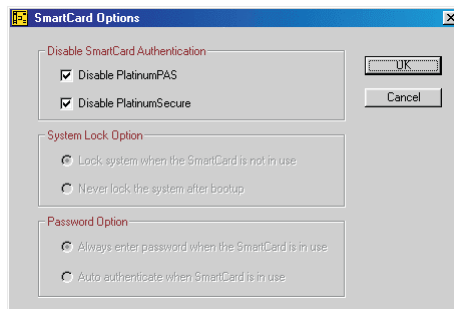 SmartCard Options
Disable SmartCard Authentication
Disable PlatinumPAS
Disable PlatinumSecure
OK
Cancel
System Lock Option
Lock system when the SmartCard is not in use
Never lock the system after bootup
Password Option
Always enter password when the SmartCard is in use
Auto authenticate when SmartCard is in use